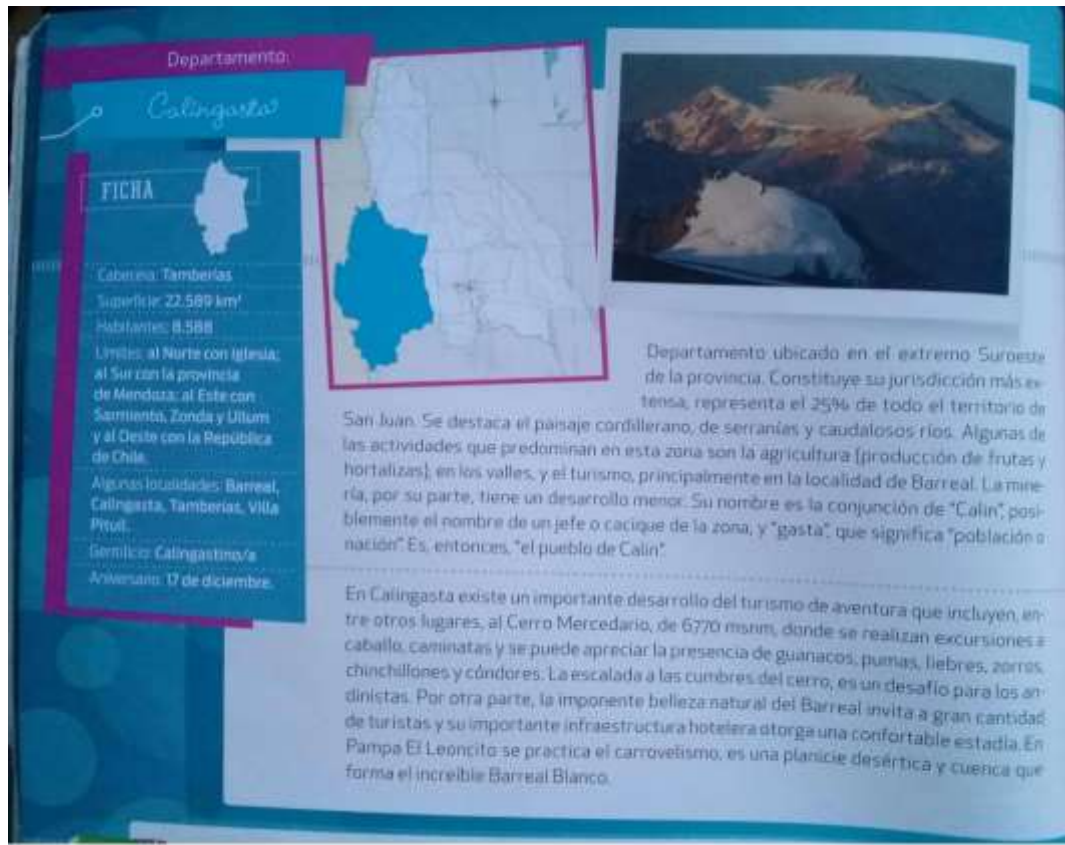 Departamento:
Calingasta
FICHA
Cabecera: Tamberías
Superficie: 22.589 km²
Habitantes: 8.588
Límites: al Norte con Iglesia;
al Sur con la provincia
de Mendoza; al Este con
Sarmiento, Zonda y Ullum
y al Oeste con la República
de Chile.
Algunas localidades: Barreal,
Calingasta, Tamberías, Villa
Pituil.
Gentilicio: Calingastino/a
Aniversario: 17 de diciembre.
Departamento ubicado en el extremo Suroeste
de la provincia. Constituye su jurisdicción más ex-
tensa, representa el 25% de todo el territorio de
San Juan. Se destaca el paisaje cordillerano, de serranías y caudalosos ríos. Algunas de
las actividades que predominan en esta zona son la agricultura (producción de frutas y
hortalizas); en los valles, y el turismo, principalmente en la localidad de Barreal. La mine-
ría, por su parte, tiene un desarrollo menor. Su nombre es la conjunción de "Calin", posi-
blemente el nombre de un jefe o cacique de la zona, y "gasta", que significa "población o
nación". Es, entonces, "el pueblo de Calin".
En Calingasta existe un importante desarrollo del turismo de aventura que incluyen, en-
tre otros lugares, al Cerro Mercedario, de 6770 msnm, donde se realizan excursiones a
caballo, caminatas y se puede apreciar la presencia de guanacos, pumas, liebres, zorros,
chinchillones y cóndores. La escalada a las cumbres del cerro, es un desafío para los an-
dinistas. Por otra parte, la imponente belleza natural del Barreal invita a gran cantidad
de turistas y su importante infraestructura hotelera otorga una confortable estadía. En
Pampa El Leoncito se practica el carrovelismo, es una planicie desértica y cuenca que
forma el increíble Barreal Blanco.